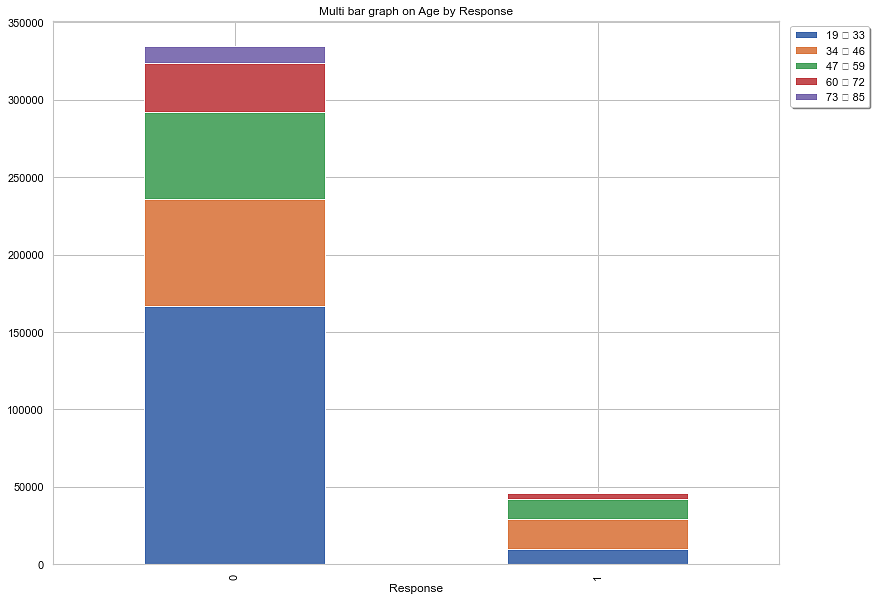 Multi bar graph on Age by Response
350000
300000
250000
200000
150000
100000
50000
0
0
1
Response
19 □ 33
34 □ 46
47 □ 59
60 □ 72
73 □ 85